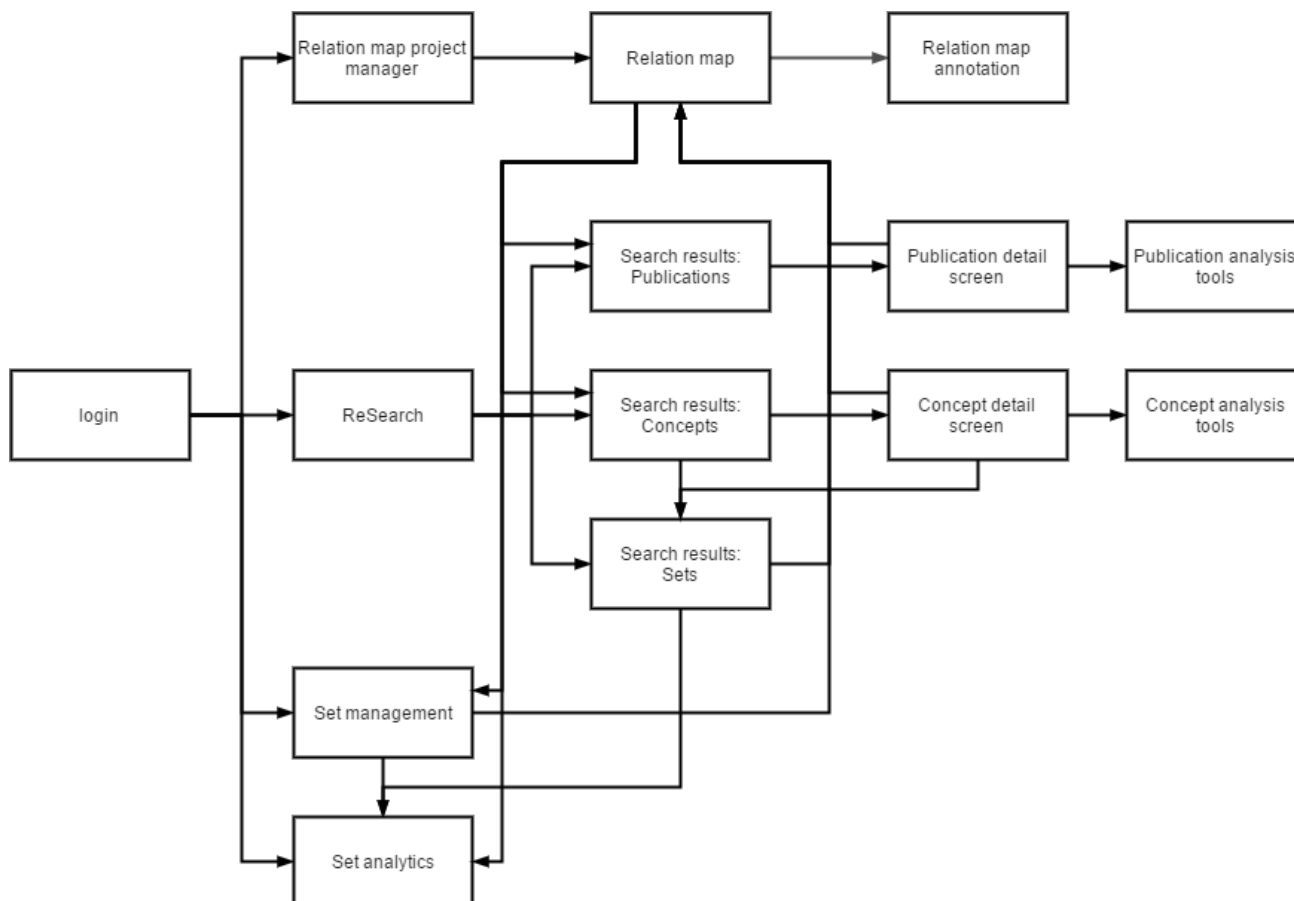 Relation map project
manager
Relation map
Relation map
annotation
Search results:
Publications
Publication detail
screen
Publication analysis
tools
login
ReSearch
Search results:
Concepts
Concept detail
screen
Concept analysis
tools
Search results:
Sets
Set management
Set analytics